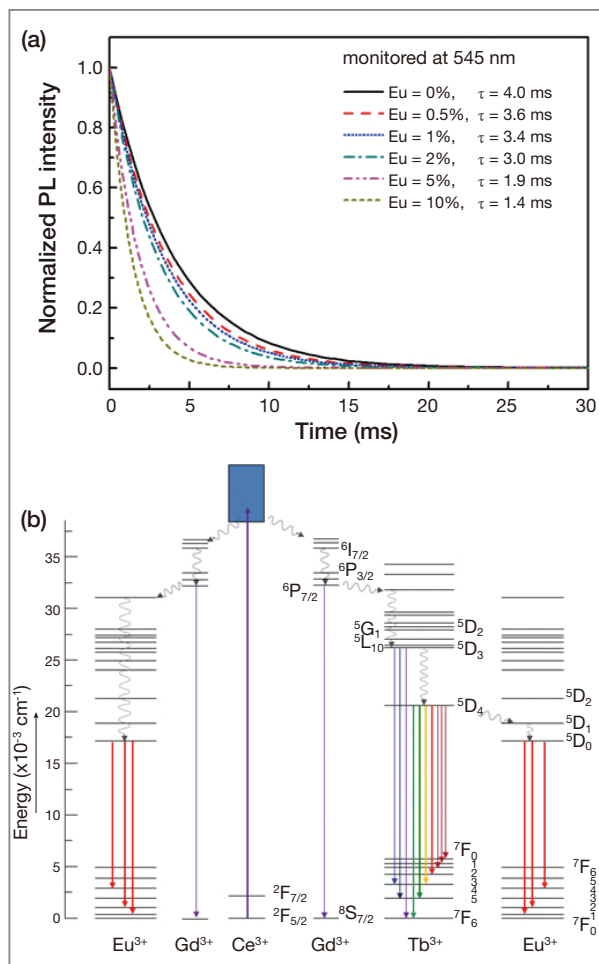 (a)
monitored at 545 nm
Eu = 0%, τ = 4.0 ms
Eu = 0.5%, τ = 3.6 ms
Eu = 1%, τ = 3.4 ms
Eu = 2%, τ = 3.0 ms
Eu = 5%, τ = 1.9 ms
Eu = 10%, τ = 1.4 ms
Normalized PL intensity
1.0
0.8
0.6
0.4
0.2
0.0
0 5 10 15 20 25 30
Time (ms)
(b)
Energy (x10⁻³ cm⁻¹)
35
30
25
20
15
10
5
0
⁶I₇/₂
⁶P₃/₂
⁶P₇/₂
⁵G₁
⁵D₂
⁵L₁₀
⁵D₃
⁵D₄
⁵D₂
⁵D₁
⁵D₀
⁷F₀
1
2
3
4
5
⁷F₆
²F₇/₂
²F₅/₂
⁸S₇/₂
⁷F₆
5
4
3
2
1
⁷F₀
Eu³⁺ Gd³⁺ Ce³⁺ Gd³⁺ Tb³⁺ Eu³⁺